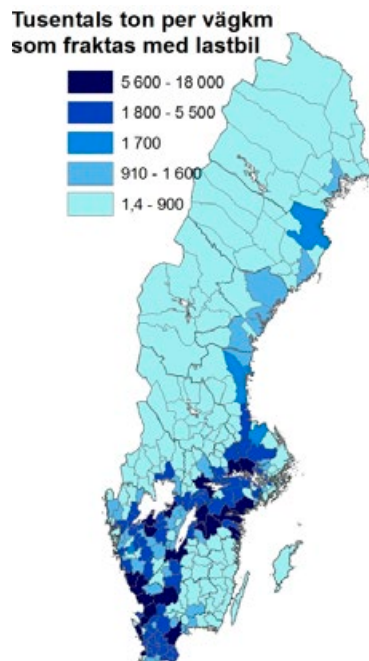 Tusentals ton per vägkm
som fraktas med lastbil
5 600 - 18 000
1 800 - 5 500
1 700
910 - 1 600
1,4 - 900